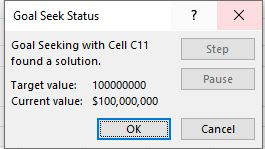 Goal Seek Status ? ×
Goal Seeking with Cell C11
found a solution.
Step
Pause
Target value: 100000000
Current value: $100,000,000
OK Cancel